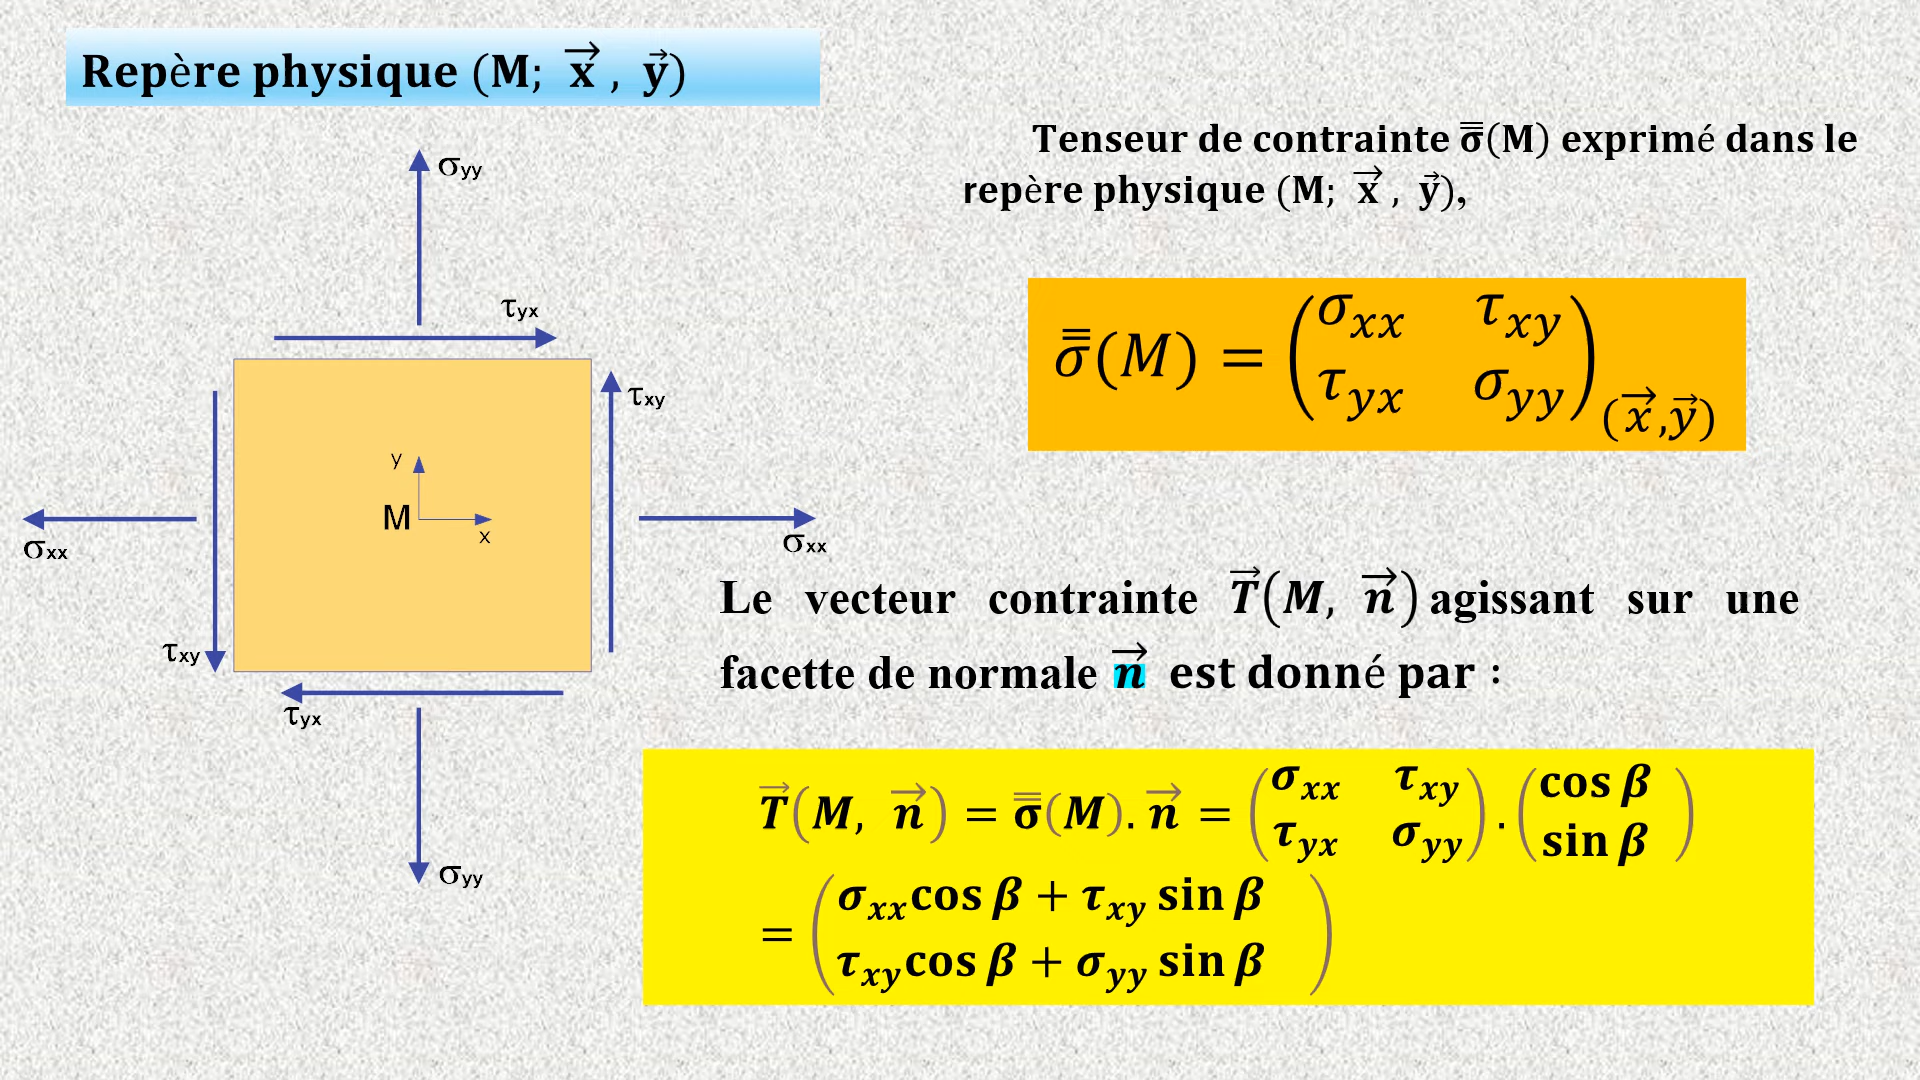 Repère physique (M; x⃗ , y⃗)
σyy
τyx
τxy
y
M
x
σxx
σxx
τxy
τyx
σyy
Tenseur de contrainte σ̿(M) exprimé dans le
repère physique (M; x⃗ , y⃗),
σ̿(M) = (σxx τxy
τyx σyy)(x⃗,y⃗)
Le vecteur contrainte T⃗(M, n⃗) agissant sur une
facette de normale n⃗ est donné par :
T⃗(M, n⃗) = σ̿(M). n⃗ = (σxx τxy
τyx σyy) . (cos β
sin β)
= (σxx cos β + τxy sin β
τxy cos β + σyy sin β)